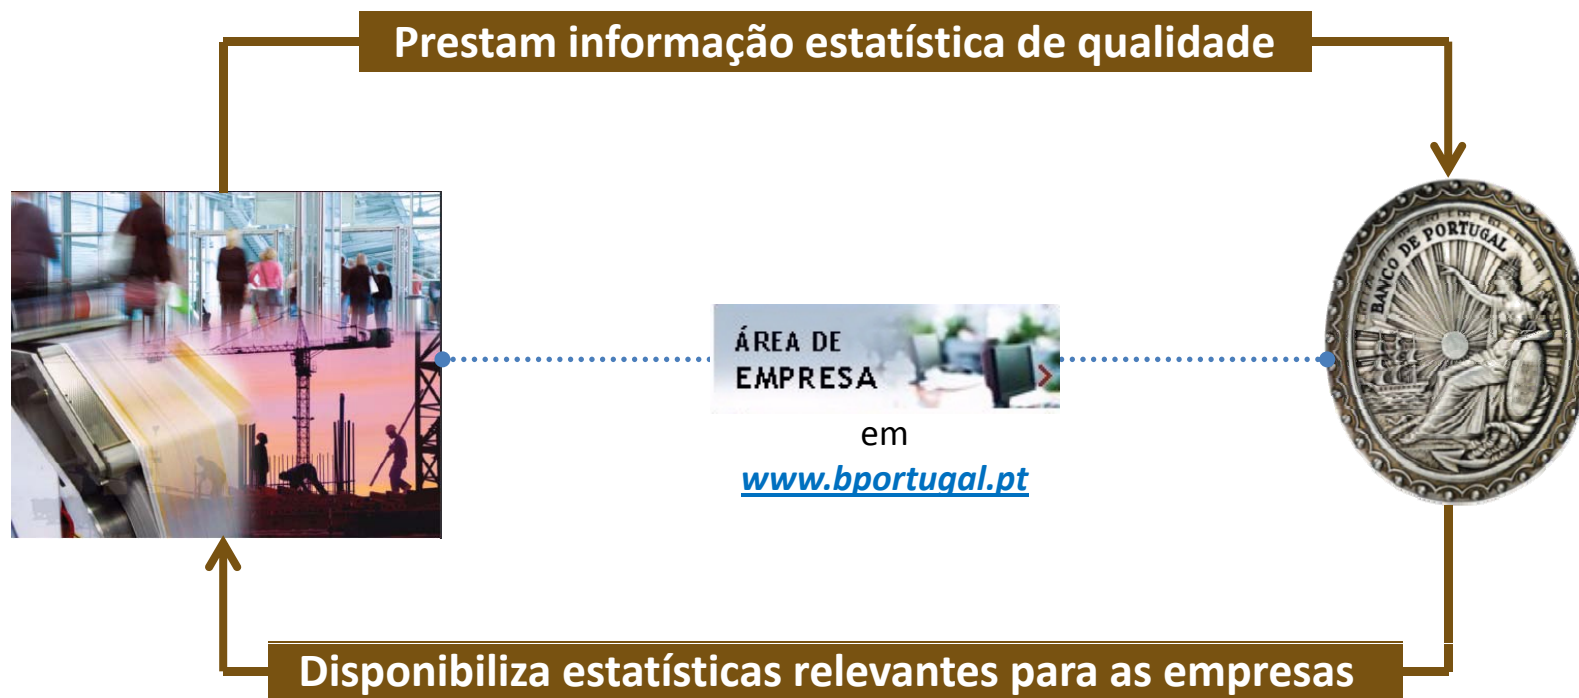 Prestam informação estatística de qualidade
BANCO DE PORTUGAL
ÁREA DE
EMPRESA
em
www.bportugal.pt
Disponibiliza estatísticas relevantes para as empresas